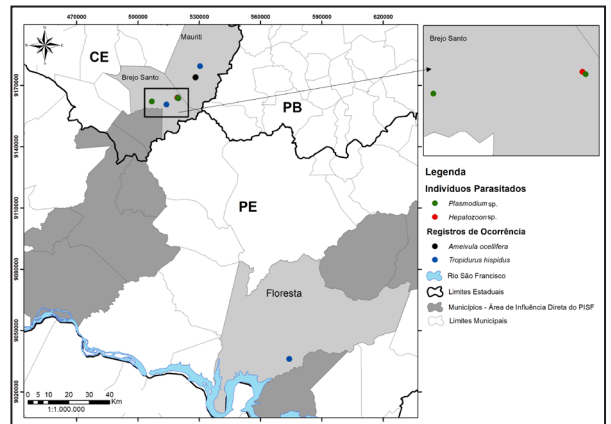 470000 500000 530000 560000 590000 620000
N
Mauriti
CE
Brejo Santo
PB
9170000
9140000
9110000
PE
9080000
Floresta
9050000
9020000
0 5 10 20 30 40
Km
1:1.000.000
Brejo Santo
Legenda
Indivíduos Parasitados
Plasmodium sp.
Hepatozoon sp.
Registros de Ocorrência
Ameivula ocellifera
Tropidurus hispidus
Rio São Francisco
Limites Estaduais
Municípios - Área de Influência Direta do PISF
Limites Municipais